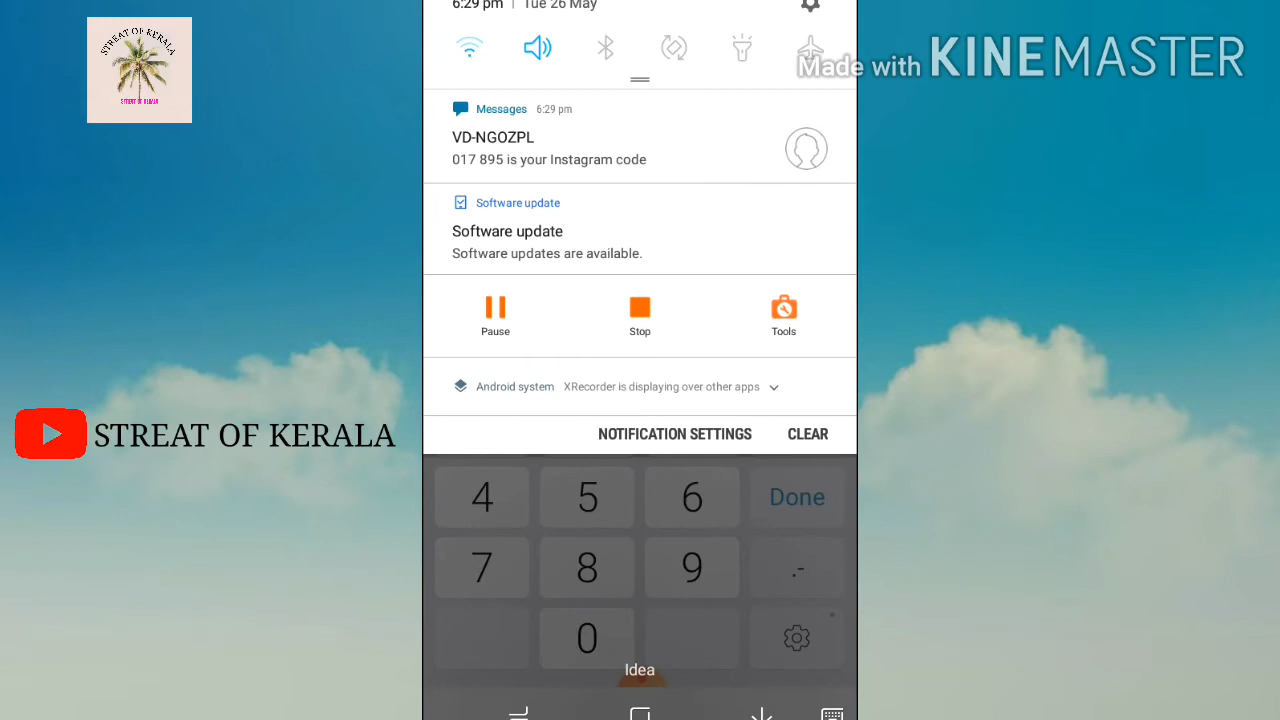 6:29 pm | Tue 26 May
STREAT OF KERALA
STREAT OF KERALA
Made with KINEMASTER
Messages 6:29 pm
VD-NGOZPL
017 895 is your Instagram code
Software update
Software update
Software updates are available.
Pause Stop Tools
Android system XRecorder is displaying over other apps
NOTIFICATION SETTINGS CLEAR
STREAT OF KERALA
4 5 6 Done
7 8 9 .-
0
Idea